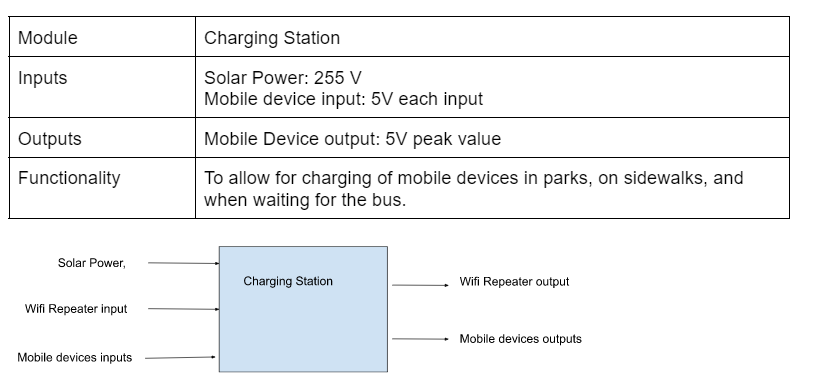 Module
Charging Station
Inputs
Solar Power: 255 V
Mobile device input: 5V each input
Outputs
Mobile Device output: 5V peak value
Functionality
To allow for charging of mobile devices in parks, on sidewalks, and
when waiting for the bus.
Solar Power,
Wifi Repeater input
Mobile devices inputs
Charging Station
Wifi Repeater output
Mobile devices outputs